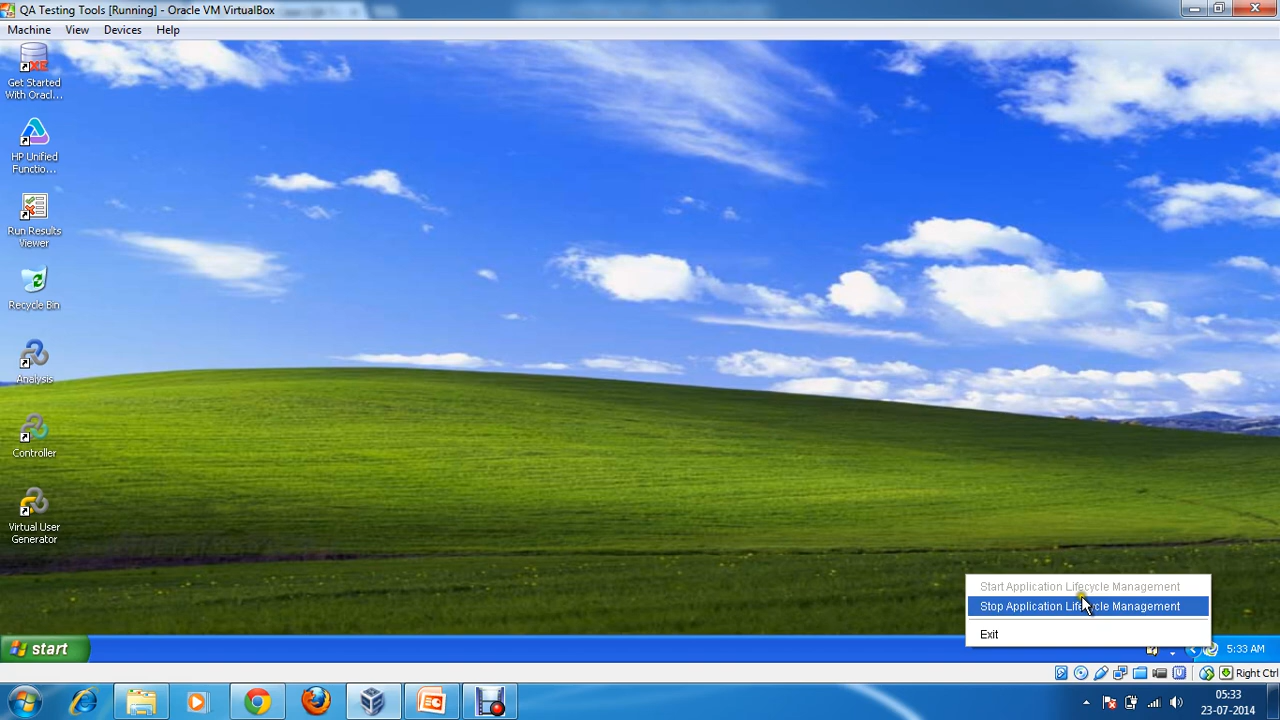 QA Testing Tools [Running] - Oracle VM VirtualBox
Machine View Devices Help
Get Started
With Oracl...
HP Unified
Functio...
Run Results
Viewer
Recycle Bin
Analysis
Controller
Virtual User
Generator
Start Application Lifecycle Management
Stop Application Lifecycle Management
Exit
start
5:33 AM
Right Ctrl
05:33
23-07-2014